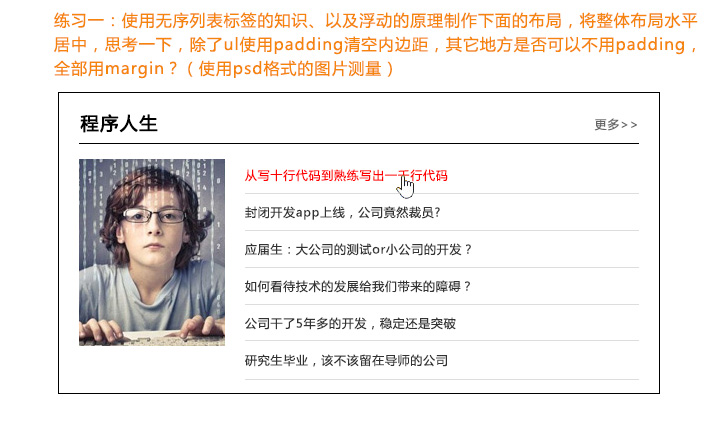 练习一：使用无序列表标签的知识、以及浮动的原理制作下面的布局，将整体布局水平
居中，思考一下，除了ul使用padding清空内边距，其它地方是否可以不用padding，
全部用margin？（使用psd格式的图片测量）
程序人生
更多>>
从写十行代码到熟练写出一千行代码
封闭开发app上线，公司竟然裁员?
应届生：大公司的测试or小公司的开发？
如何看待技术的发展给我们带来的障碍？
公司干了5年多的开发，稳定还是突破
研究生毕业，该不该留在导师的公司